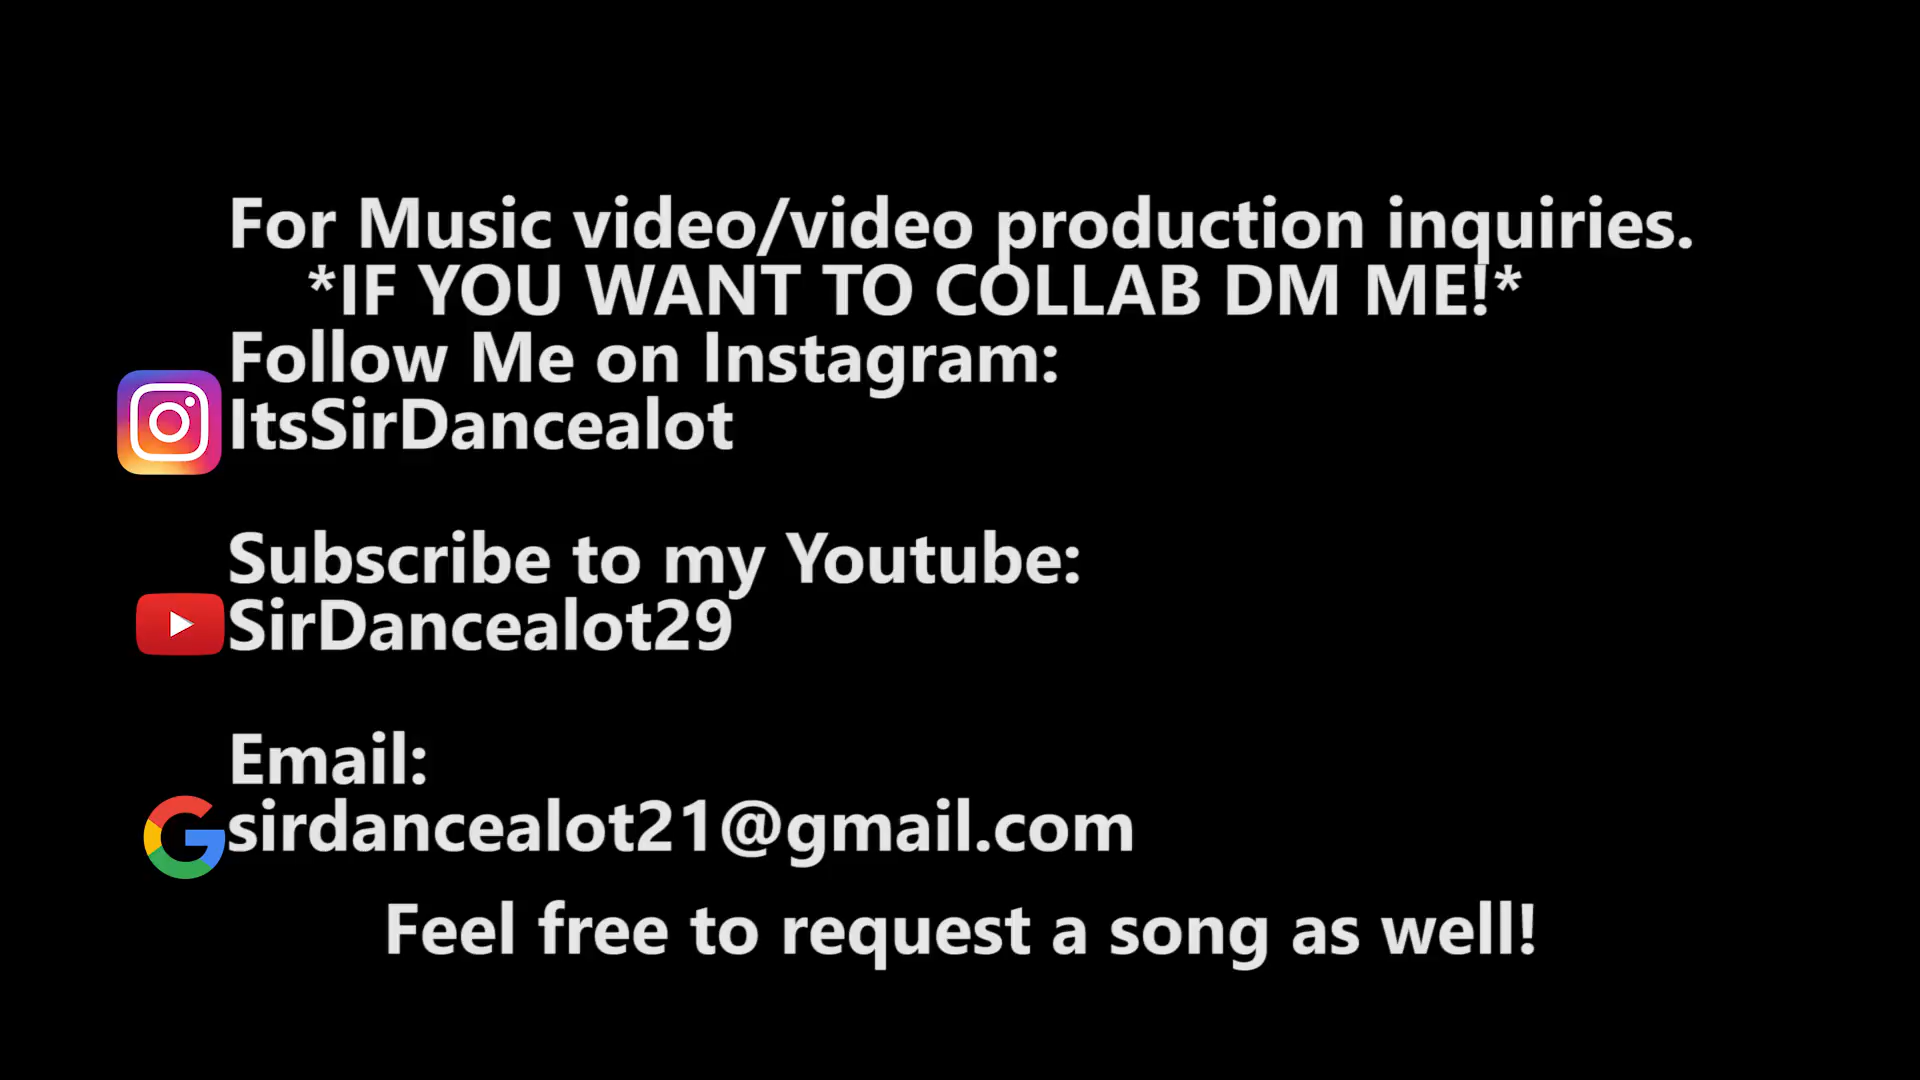 For Music video/video production inquiries.
*IF YOU WANT TO COLLAB DM ME!*
Follow Me on Instagram:
ItsSirDancealot
Subscribe to my Youtube:
SirDancealot29
Email:
sirdancealot21@gmail.com
Feel free to request a song as well!